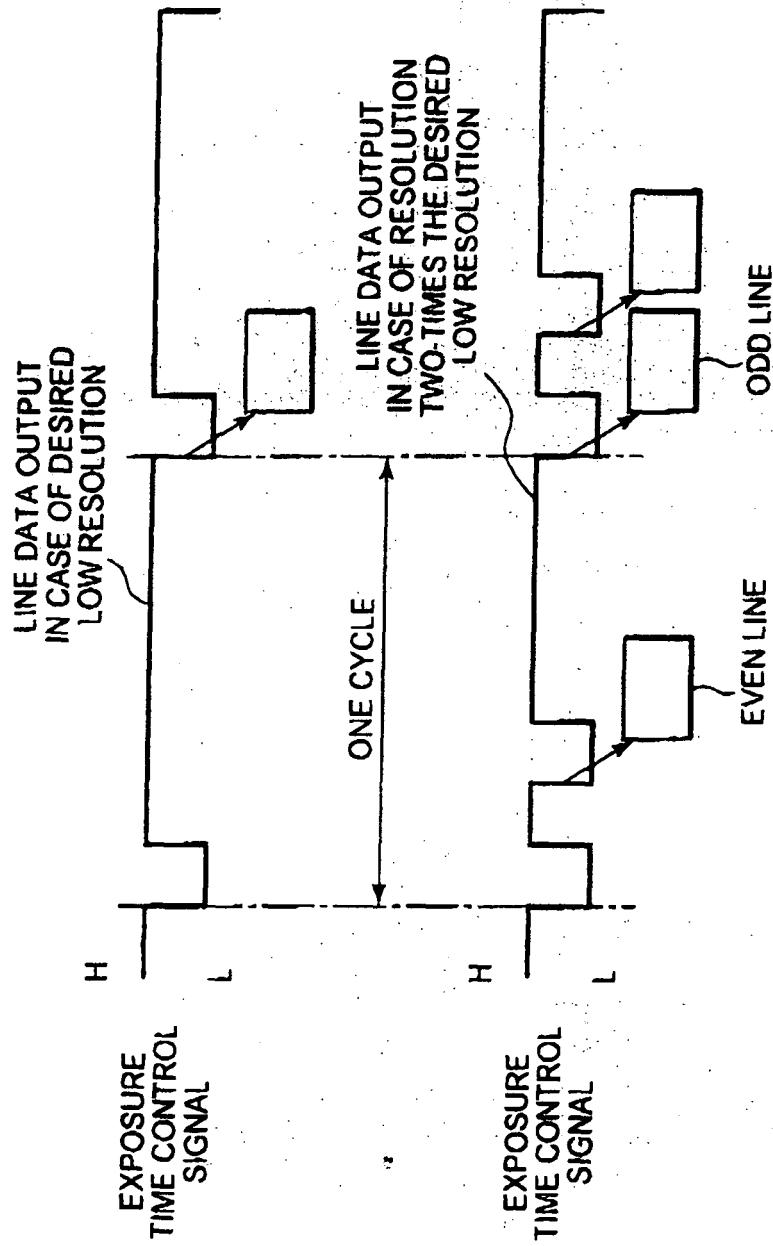 LINE DATA OUTPUT
IN CASE OF DESIRED
LOW RESOLUTION
EXPOSURE
TIME CONTROL
SIGNAL
H
L
ONE CYCLE
LINE DATA OUTPUT
IN CASE OF RESOLUTION
TWO-TIMES THE DESIRED
LOW RESOLUTION
EXPOSURE
TIME CONTROL
SIGNAL
H
L
EVEN LINE
ODD LINE